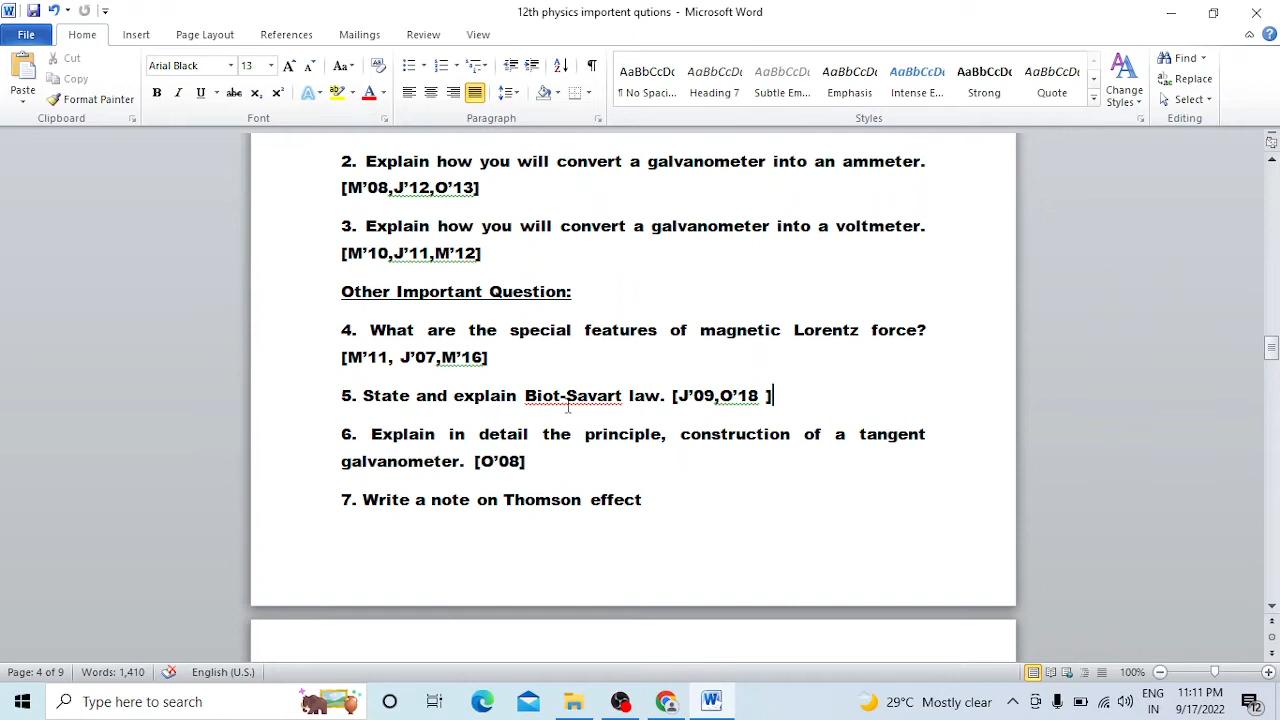 12th physics importent qutions - Microsoft Word
File Home Insert Page Layout References Mailings Review View
Paste
Cut
Copy
Format Painter
Clipboard
Arial Black 13
Font
Paragraph
AaBbCcDc AaBbCcDc AaBbCcDc AaBbCcDc AaBbCcDc AaBbCcDc AaBbCcDc
¶ No Spaci... Heading 7 Subtle Em... Emphasis Intense E... Strong Quote
Change Styles
Styles
Find
Replace
Select
Editing
2. Explain how you will convert a galvanometer into an ammeter.
[M’08,J’12,O’13]
3. Explain how you will convert a galvanometer into a voltmeter.
[M’10,J’11,M’12]
Other Important Question:
4. What are the special features of magnetic Lorentz force?
[M’11, J’07,M’16]
5. State and explain Biot-Savart law. [J’09,O’18 ]
6. Explain in detail the principle, construction of a tangent
galvanometer. [O’08]
7. Write a note on Thomson effect
Page: 4 of 9 Words: 1,410 English (U.S.) 100%
Type here to search
29°C Mostly clear
ENG
IN
11:11 PM
9/17/2022
12